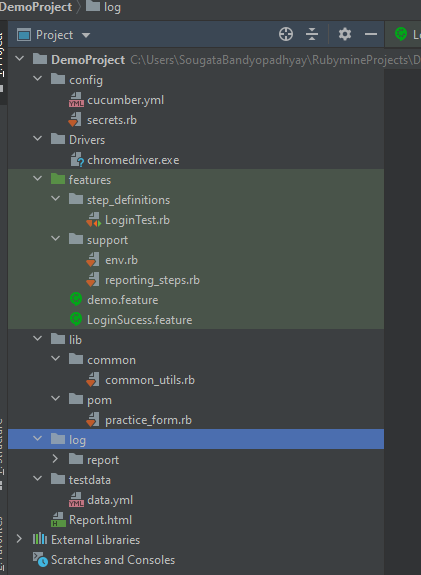 DemoProject log
Project
DemoProject C:\Users\SougataBandyopadhyay\RubymineProjects\D
config
cucumber.yml
secrets.rb
Drivers
chromedriver.exe
features
step_definitions
LoginTest.rb
support
env.rb
reporting_steps.rb
demo.feature
LoginSucess.feature
lib
common
common_utils.rb
pom
practice_form.rb
log
report
testdata
data.yml
Report.html
External Libraries
Scratches and Consoles